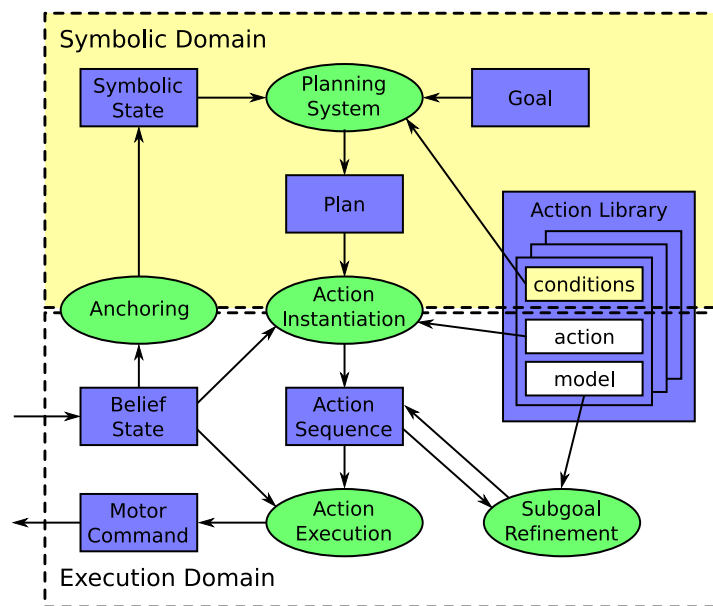 Symbolic Domain
Symbolic
State
Planning
System
Goal
Plan
Action Library
conditions
Anchoring
Action
Instantiation
action
model
Belief
State
Action
Sequence
Motor
Command
Action
Execution
Subgoal
Refinement
Execution Domain